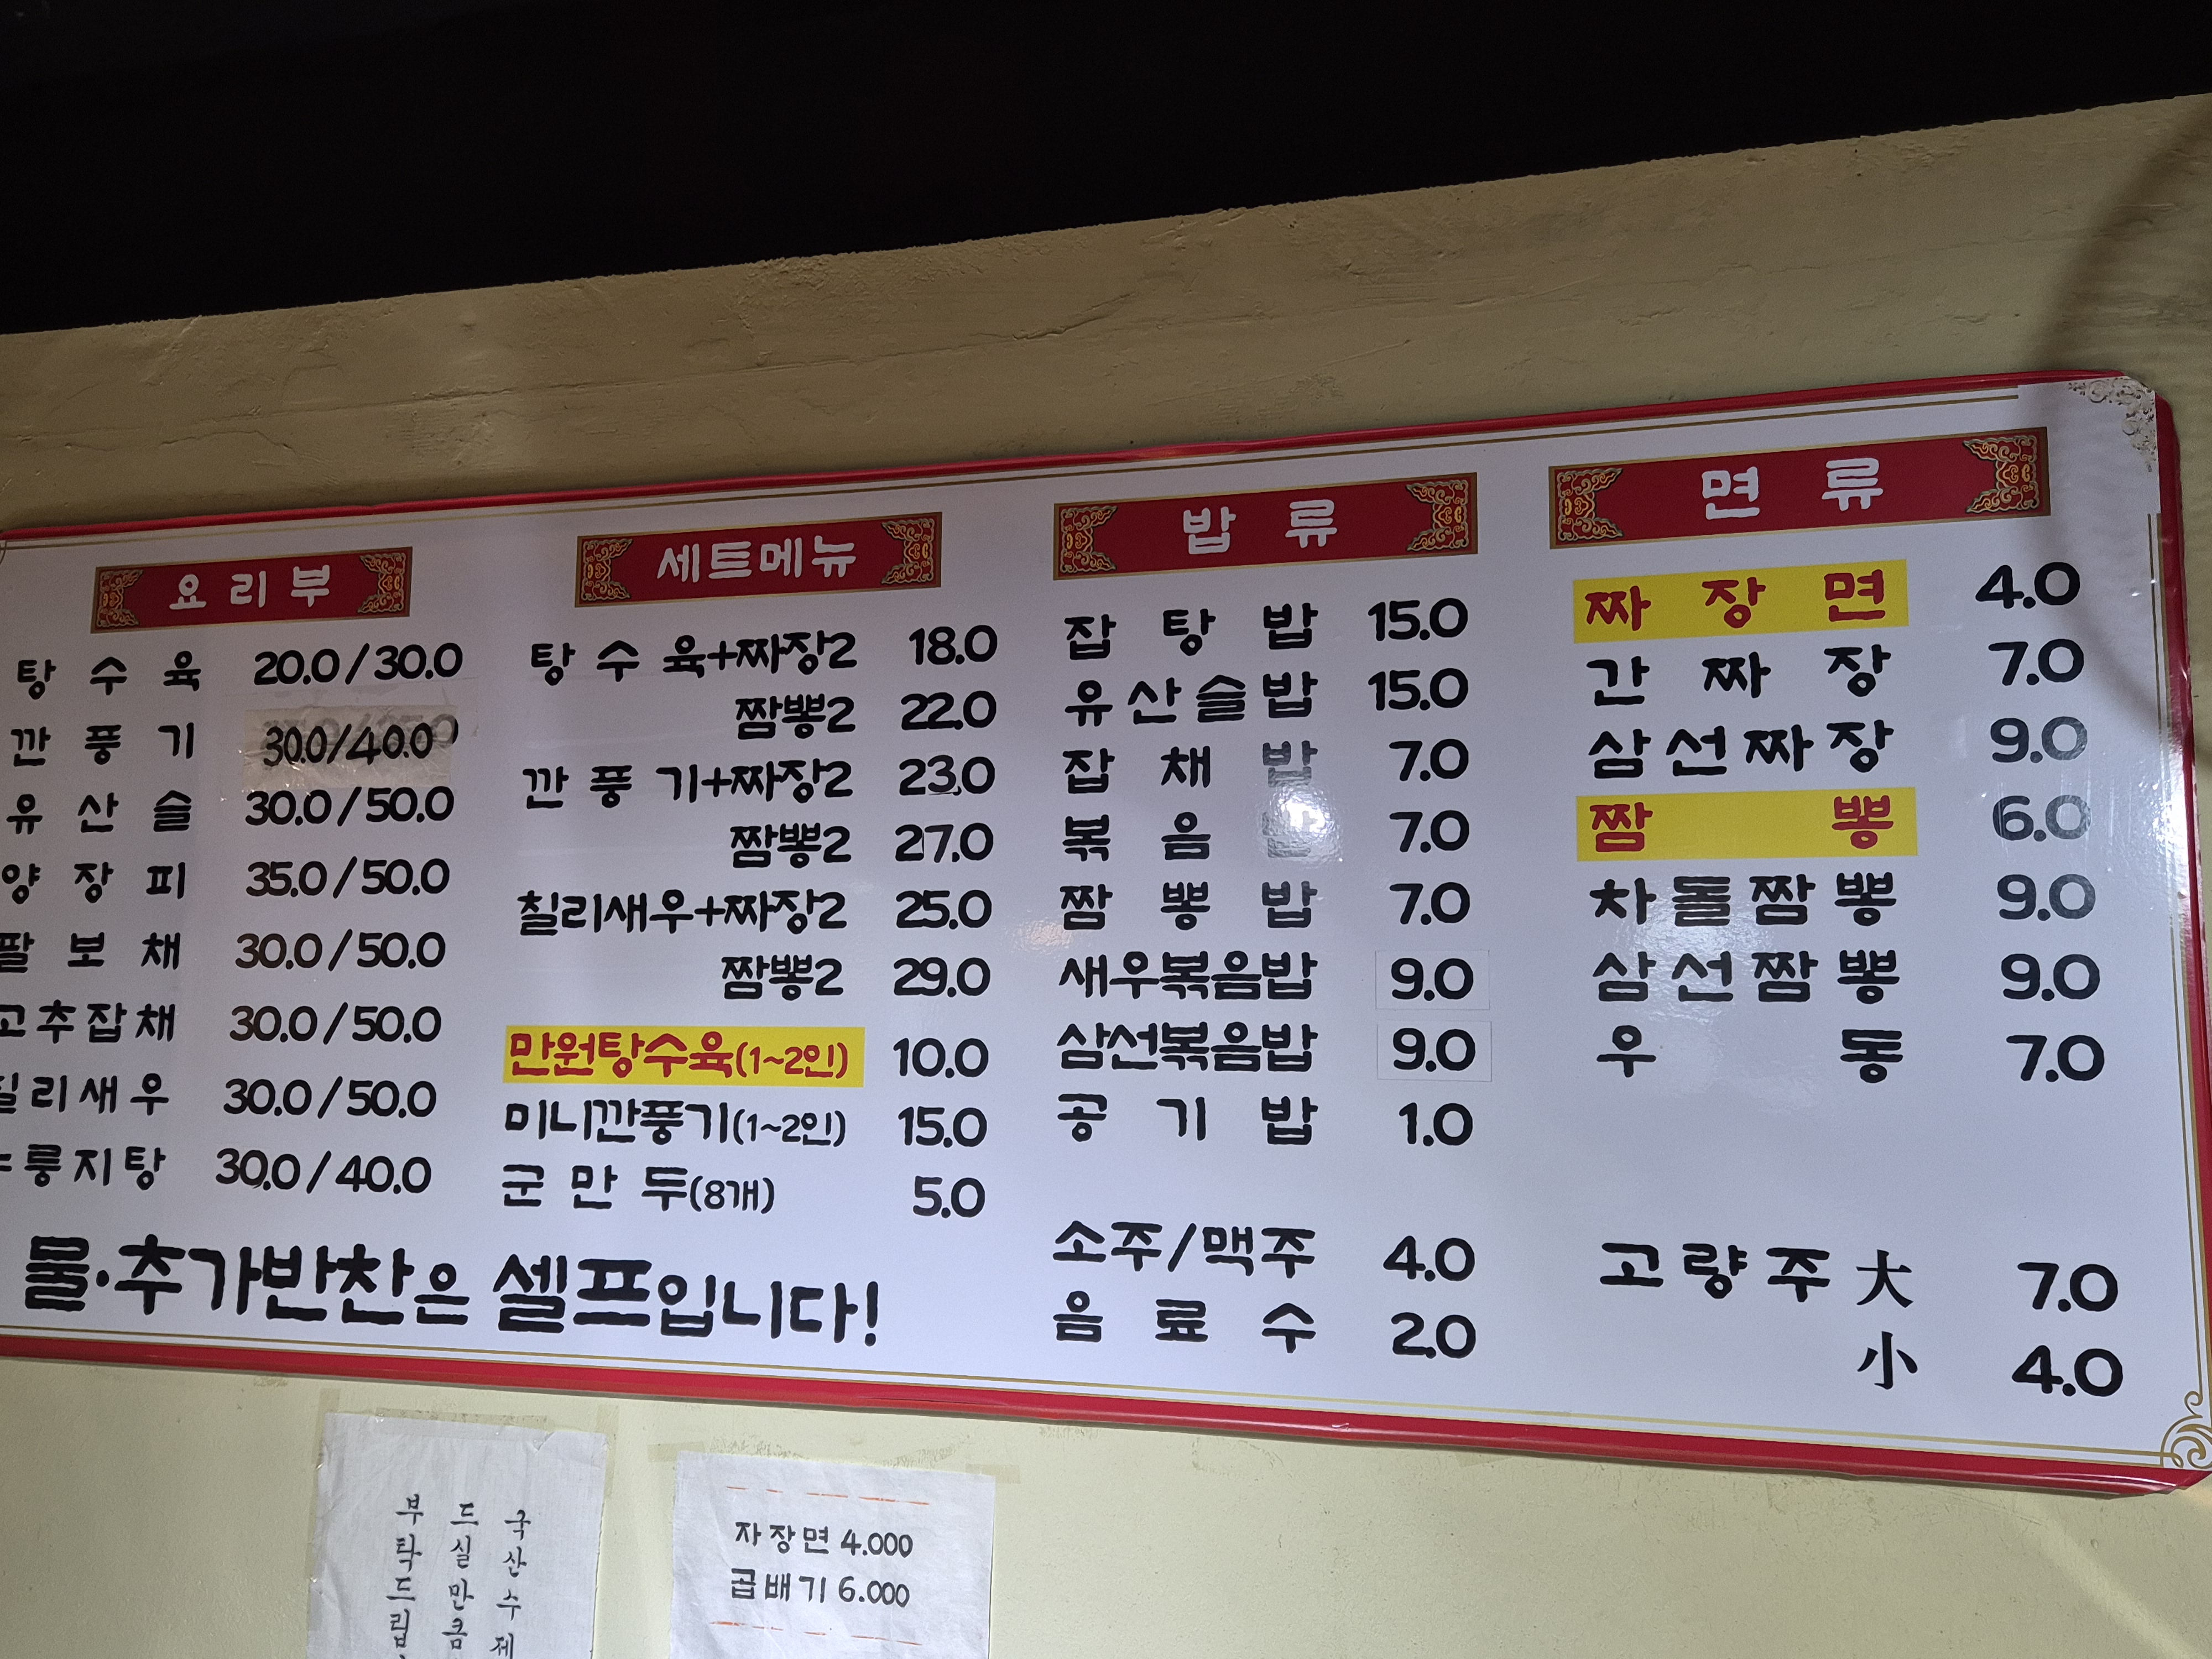 요리부
탕수육 20.0/30.0
깐풍기 30.0/40.0
유산슬 30.0/50.0
양장피 35.0/50.0
팔보채 30.0/50.0
고추잡채 30.0/50.0
칠리새우 30.0/50.0
누룽지탕 30.0/40.0
물·추가반찬은 셀프입니다!
세트메뉴
탕수육+짜장2 18.0
짬뽕2 22.0
깐풍기+짜장2 23.0
짬뽕2 27.0
칠리새우+짜장2 25.0
짬뽕2 29.0
만원탕수육(1~2인) 10.0
미니깐풍기(1~2인) 15.0
군만두(8개) 5.0
밥류
잡탕밥 15.0
유산슬밥 15.0
잡채밥 7.0
볶음밥 7.0
짬뽕밥 7.0
새우볶음밥 9.0
삼선볶음밥 9.0
공기밥 1.0
소주/맥주 4.0
음료수 2.0
면류
짜장면 4.0
간짜장 7.0
삼선짜장 9.0
짬뽕 6.0
차돌짬뽕 9.0
삼선짬뽕 9.0
우동 7.0
고량주 大 7.0
小 4.0
국산수제
드실만큼
부탁드립
자장면 4.000
곱배기 6.000